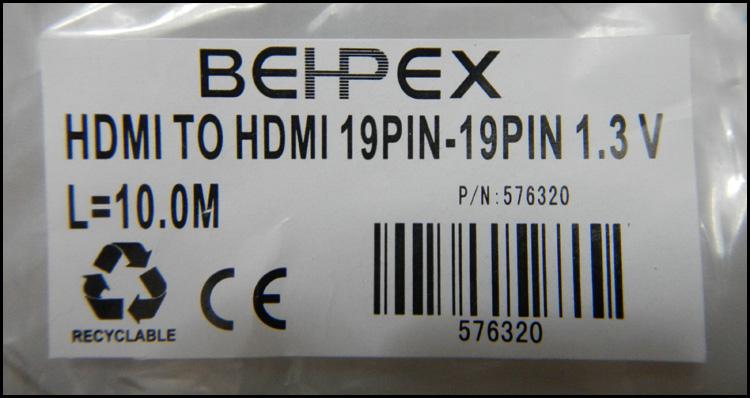 BEHPEX
HDMI TO HDMI 19PIN-19PIN 1.3 V
L=10.0M
P/N:576320
CE
576320
RECYCLABLE